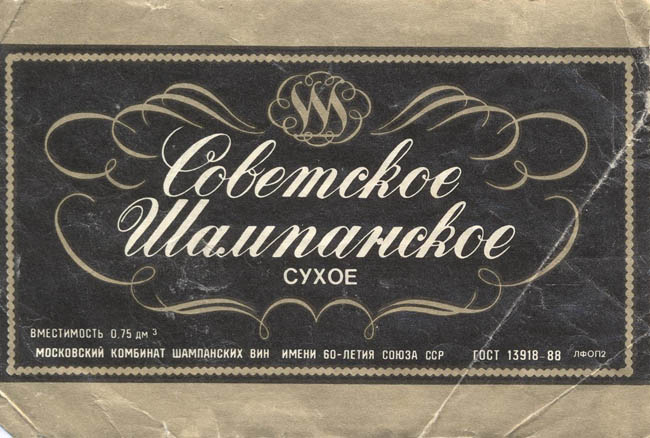 Советское
Шампанское
СУХОЕ
ВМЕСТИМОСТЬ 0,75 дм³
МОСКОВСКИЙ КОМБИНАТ ШАМПАНСКИХ ВИН ИМЕНИ 60-ЛЕТИЯ СОЮЗА ССР ГОСТ 13918-88 ЛФОП2